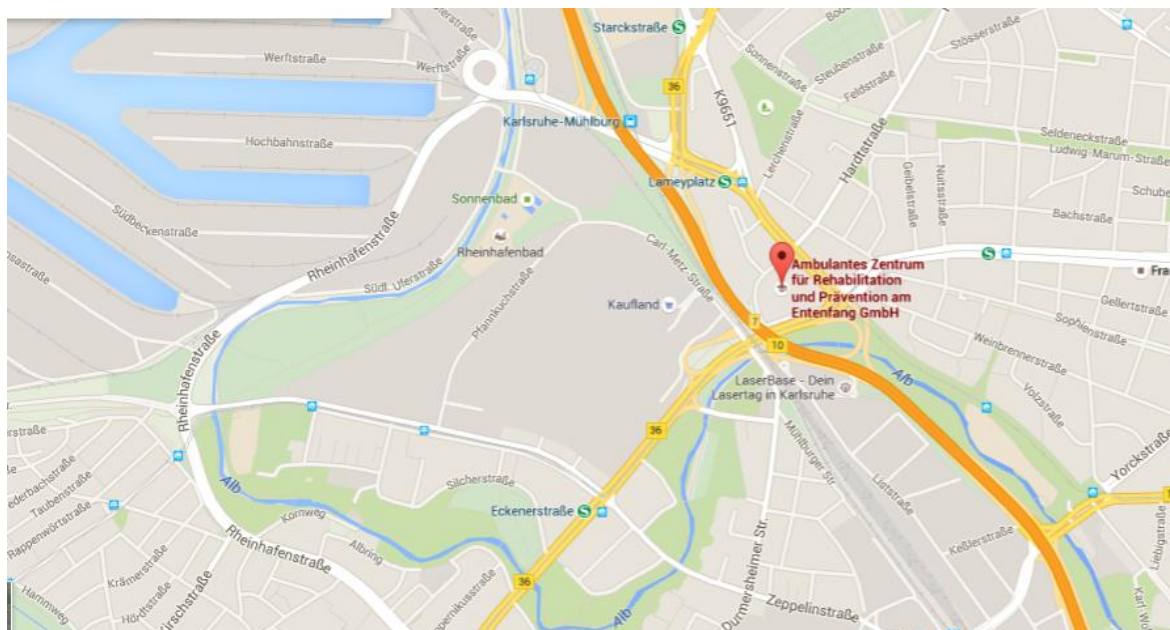 Starckstraße
Stösserstraße
Sonnenstraße
Steubenstraße
Feldstraße
Werftstraße
Werftstraße
36
K9651
Karlsruhe-Mühlburg
Seldeneckstraße
Ludwig-Marum-Straße
Hochbahnstraße
Lerchenstraße
Hardtstraße
Geibelstraße
Nuitsstraße
Lameyplatz
Schube
Sonnenbad
Bachstraße
Südbeckenstraße
Rheinhafenstraße
Carl-Metz-Straße
Rheinhafenbad
Ambulantes Zentrum
für Rehabilitation
und Prävention am
Entenfang GmbH
Fra
Südl. Uferstraße
Pfannkuchstraße
Kaufland
Gellertstraße
Sophienstraße
7
10
Weinbrennerstraße
Rheinhafenstraße
Alb
LaserBase - Dein
Lasertag in Karlsruhe
Volzstraße
36
Mühlburger Str
Yorckstraße
Silcherstraße
Alb
Liststraße
Taubenstraße
Rappenwörtstraße
Eckenerstraße
Kornweg
Albring
Rheinhafenstraße
Durmersheimer Str.
Keßlerstraße
Liebigstraße
Krämerstraße
36
Hammweg
Hördtstraße
Zeppelinstraße
Alb